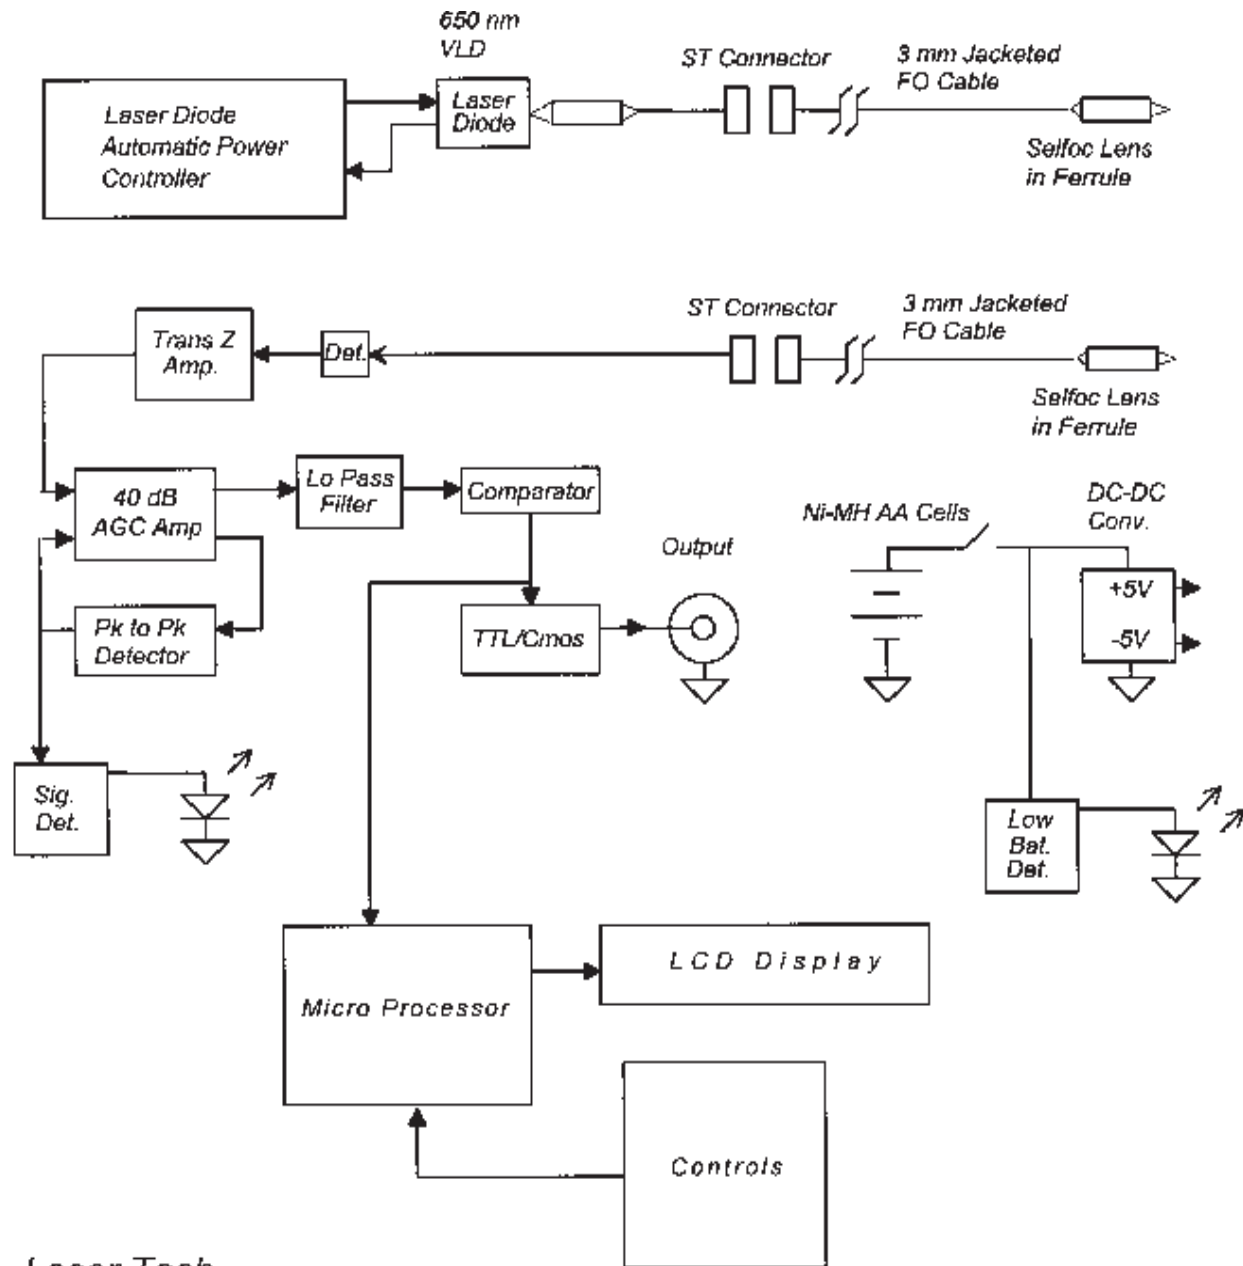 650 nm
VLD
ST Connector
3 mm Jacketed
FO Cable
Laser Diode
Automatic Power
Controller
Laser
Diode
Selfoc Lens
in Ferrule
ST Connector
3 mm Jacketed
FO Cable
Trans Z
Amp.
Det.
Selfoc Lens
in Ferrule
40 dB
AGC Amp
Lo Pass
Filter
Comparator
Ni-MH AA Cells
DC-DC
Conv.
Output
+5V
-5V
Pk to Pk
Detector
TTL/Cmos
Sig.
Det.
Low
Bat.
Det.
LCD Display
Micro Processor
Controls